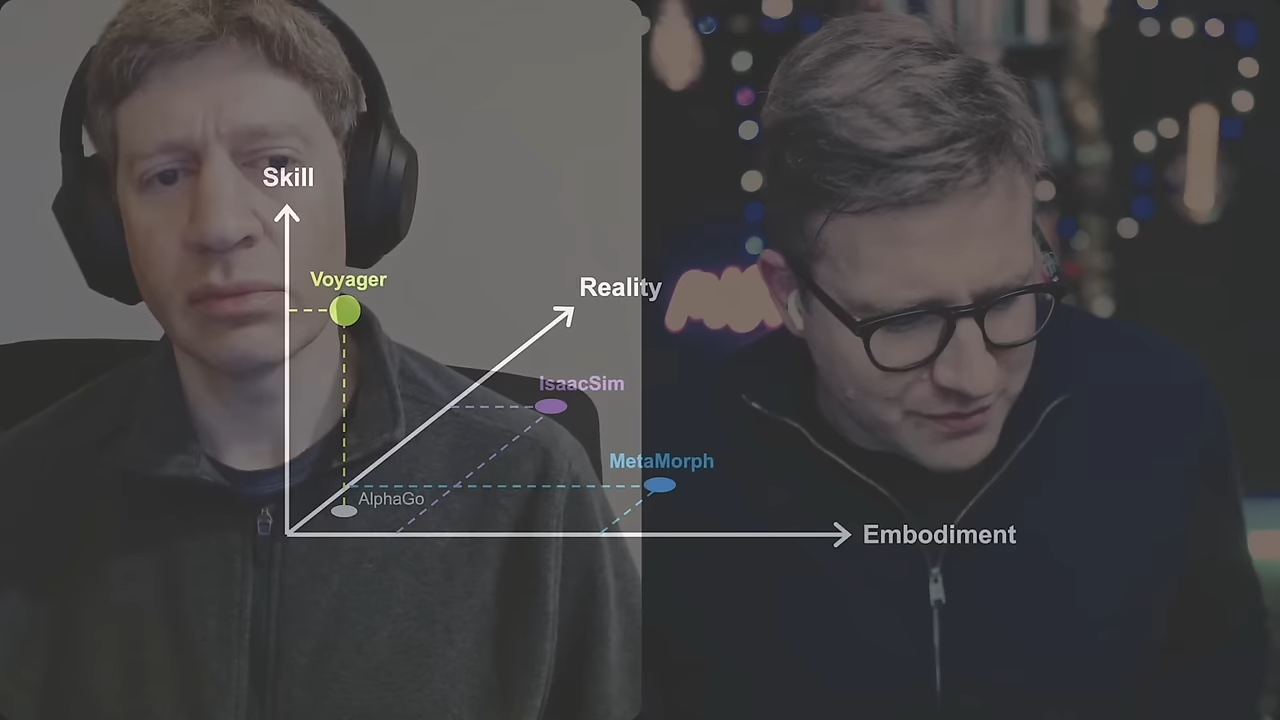 Skill
Voyager
Reality
IsaacSim
MetaMorph
AlphaGo
Embodiment